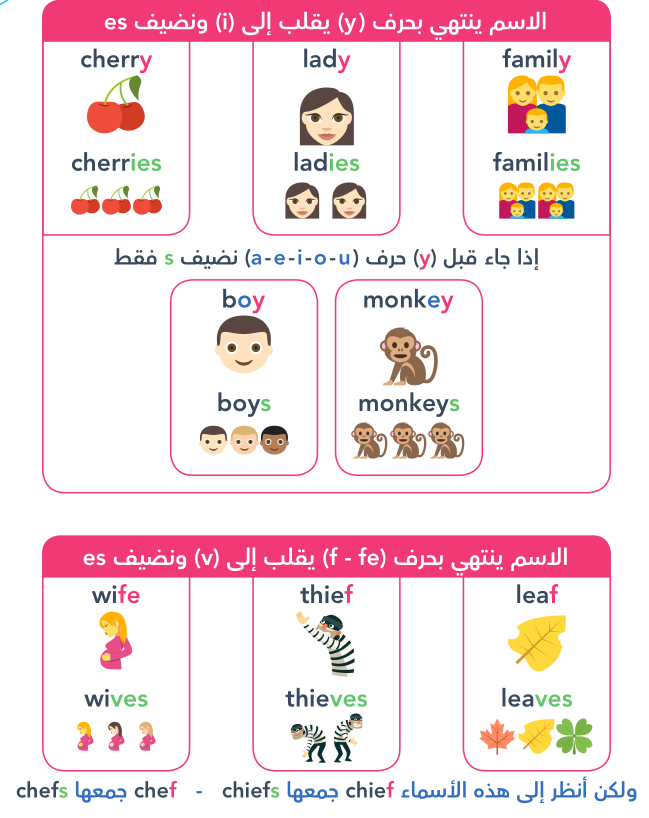 الاسم ينتهي بحرف (y) يقلب إلى (i) ونضيف es
cherry lady family
cherries ladies families
إذا جاء قبل (y) حرف (a-e-i-o-u) نضيف s فقط
boy monkey
boys monkeys
الاسم ينتهي بحرف (f - fe) يقلب إلى (v) ونضيف es
wife thief leaf
wives thieves leaves
ولكن أنظر إلى هذه الأسماء chief جمعها chiefs - chef جمعها chefs